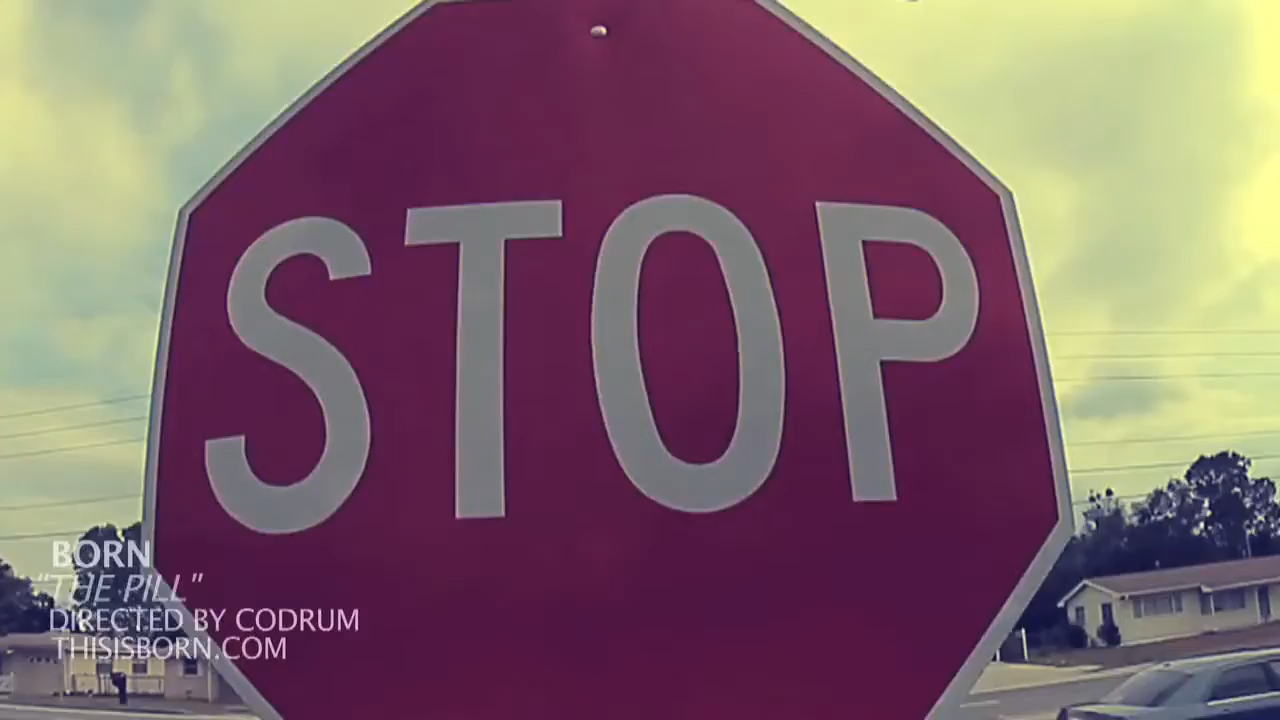 STOP
BORN
"THE PILL"
DIRECTED BY CODRUM
THISISBORN.COM